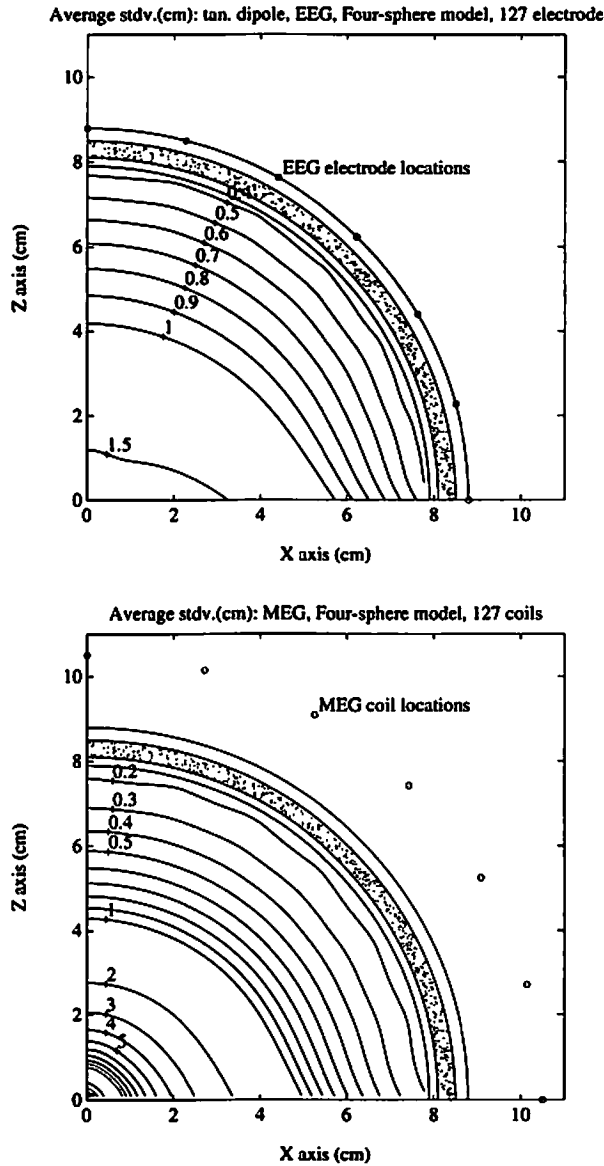 Average stdv.(cm): tan. dipole, EEG, Four-sphere model, 127 electrode
10
8
6
4
2
0
Z axis (cm)
EEG electrode locations
0.5
0.6
0.7
0.8
0.9
1
1.5
0 2 4 6 8 10
X axis (cm)
Average stdv.(cm): MEG, Four-sphere model, 127 coils
10
8
6
4
2
0
Z axis (cm)
MEG coil locations
0.2
0.3
0.4
0.5
1
2
3
4
5
0 2 4 6 8 10
X axis (cm)